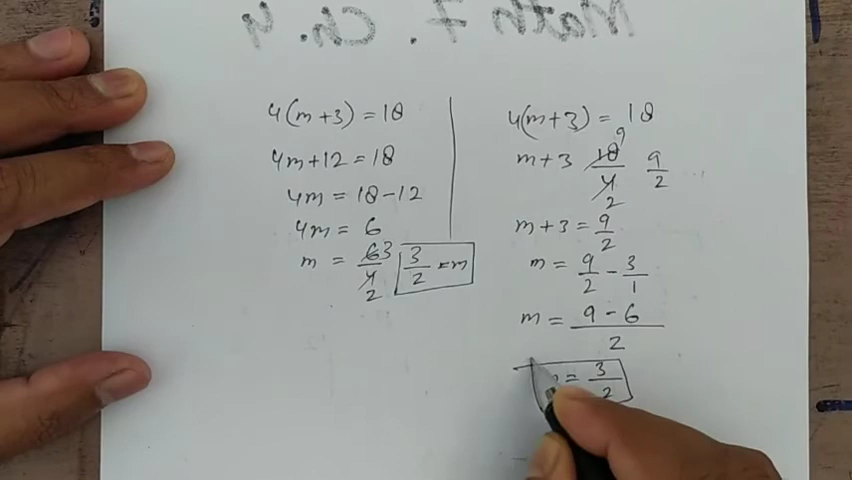 Math 7. Ch. 4
4(m+3)=18
4m+12=18
4m = 18-12
4m = 6
m = 6/4 3 2
3/2 = m
4(m+3) = 18
m+3 18/4 9 2 9/2
m+3 = 9/2
m = 9/2 - 3/1
m = 9-6/2
= 3/2